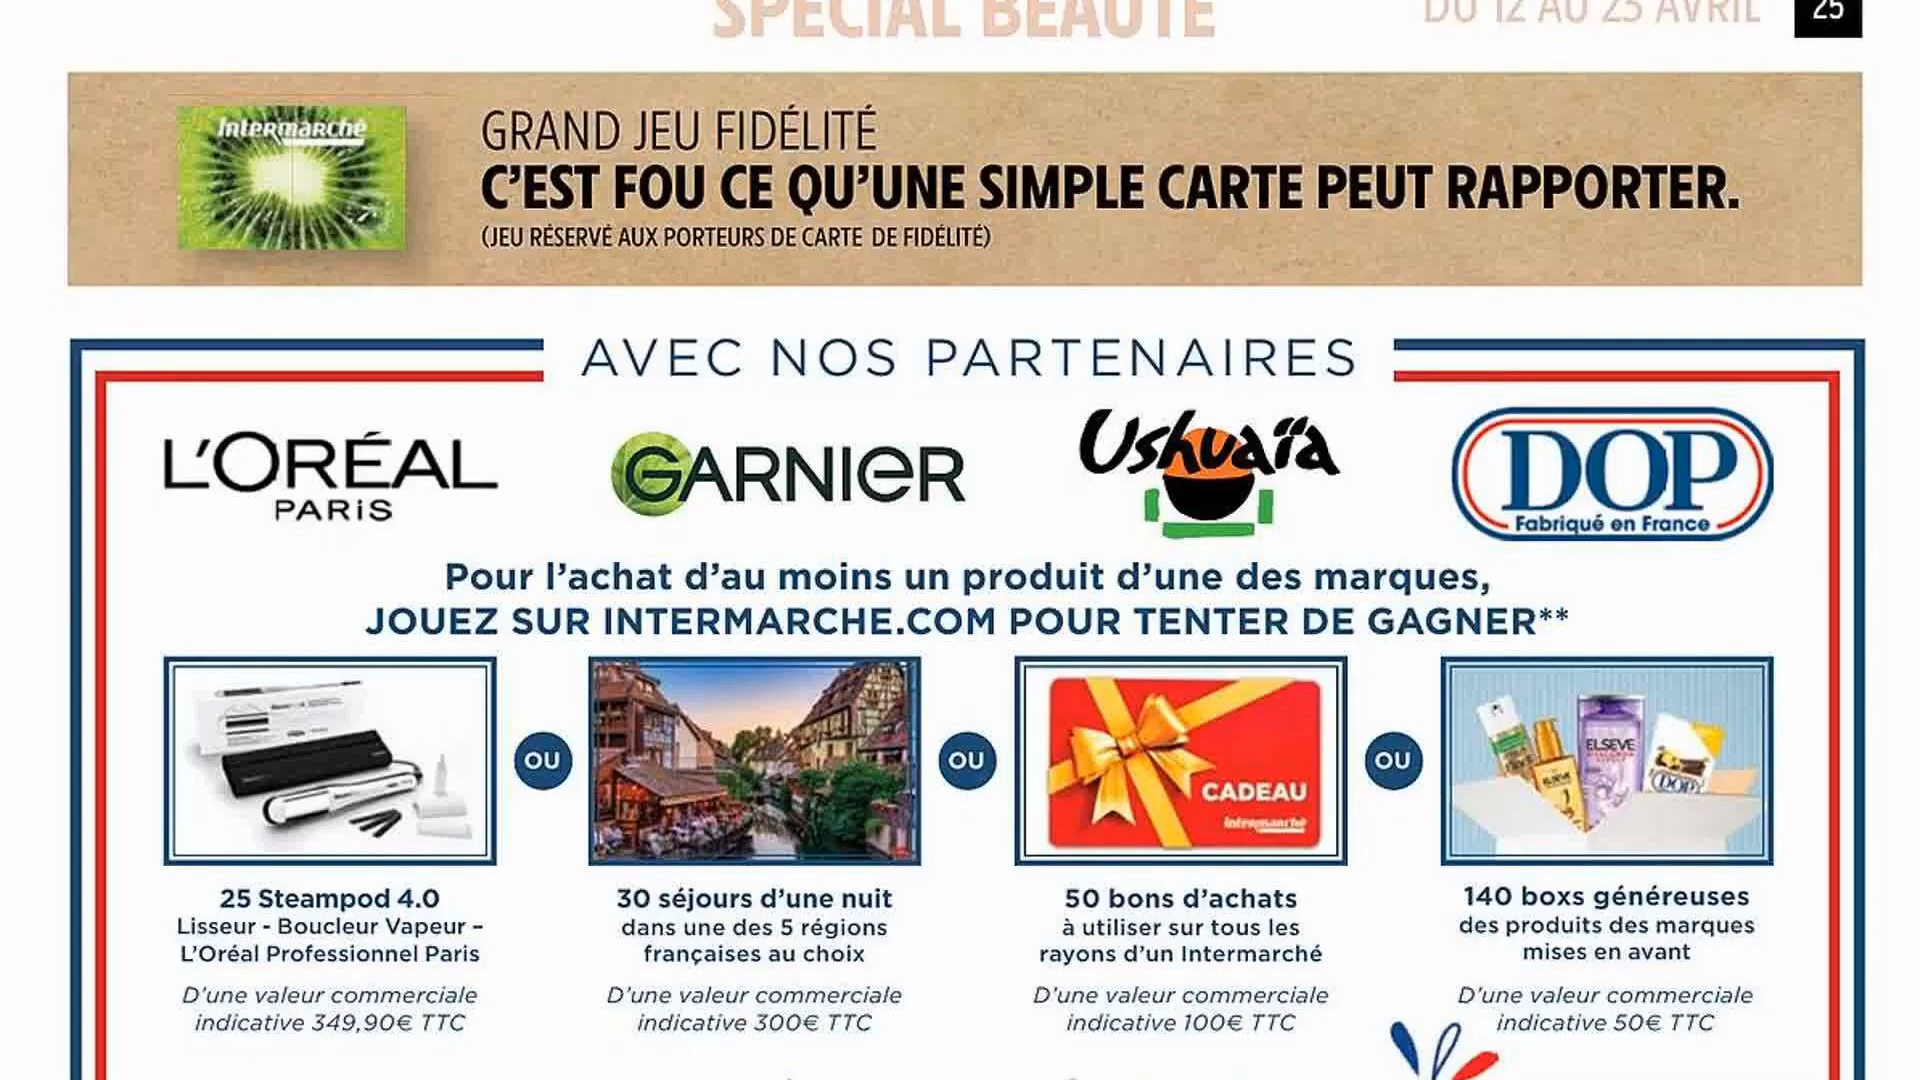 SPÉCIAL BEAUTÉ
DU 12 AU 23 AVRIL
25
Intermarché
GRAND JEU FIDÉLITÉ
C'EST FOU CE QU'UNE SIMPLE CARTE PEUT RAPPORTER.
(JEU RÉSERVÉ AUX PORTEURS DE CARTE DE FIDÉLITÉ)
AVEC NOS PARTENAIRES
L'ORÉAL
PARIS
GARNIER
Ushuaïa
DOP
Fabriqué en France
Pour l'achat d'au moins un produit d'une des marques,
JOUEZ SUR INTERMARCHE.COM POUR TENTER DE GAGNER**
OU
OU
OU
CADEAU
Intermarché
ELSEVE
DOP
25 Steampod 4.0
Lisseur - Boucleur Vapeur –
L'Oréal Professionnel Paris
D'une valeur commerciale
indicative 349,90€ TTC
30 séjours d'une nuit
dans une des 5 régions
françaises au choix
D'une valeur commerciale
indicative 300€ TTC
50 bons d'achats
à utiliser sur tous les
rayons d'un Intermarché
D'une valeur commerciale
indicative 100€ TTC
140 boxs généreuses
des produits des marques
mises en avant
D'une valeur commerciale
indicative 50€ TTC